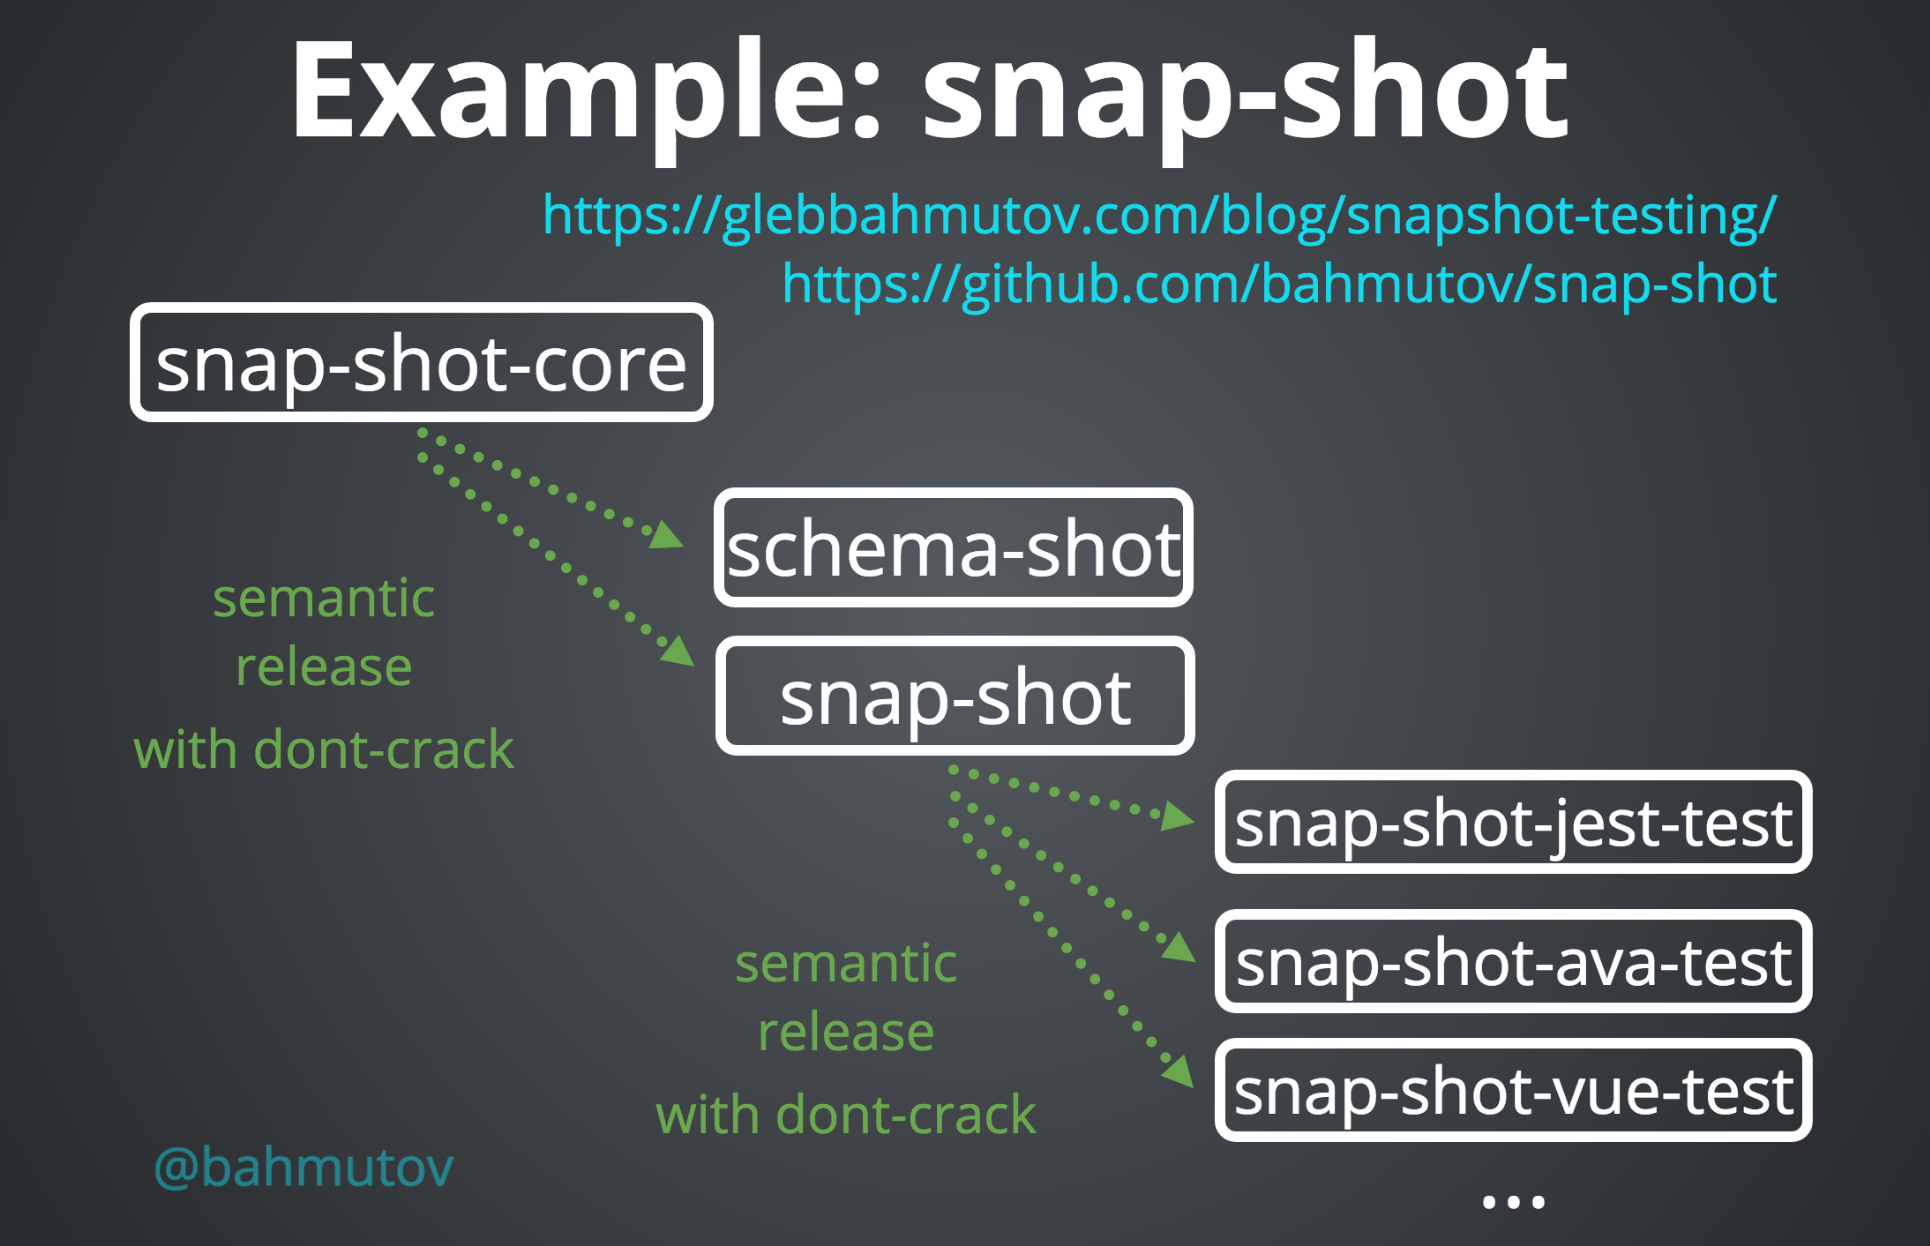 Example: snap-shot
https://glebbahmutov.com/blog/snapshot-testing/
https://github.com/bahmutov/snap-shot
snap-shot-core
schema-shot
semantic
release
with dont-crack
snap-shot
snap-shot-jest-test
snap-shot-ava-test
snap-shot-vue-test
...
semantic
release
with dont-crack
@bahmutov